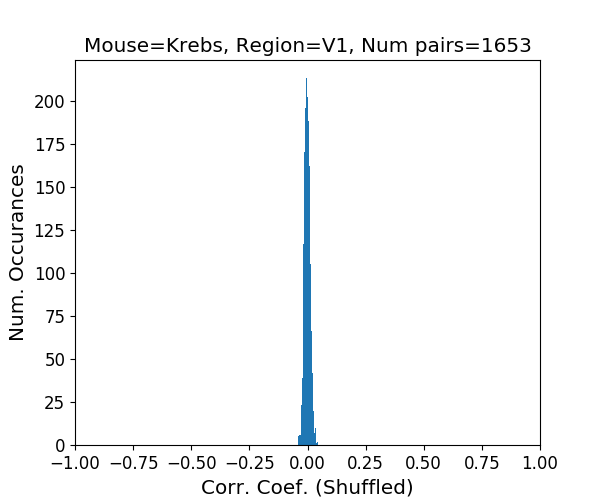 Mouse=Krebs, Region=V1, Num pairs=1653
Num. Occurances
200
175
150
125
100
75
50
25
0
−1.00 −0.75 −0.50 −0.25 0.00 0.25 0.50 0.75 1.00
Corr. Coef. (Shuffled)